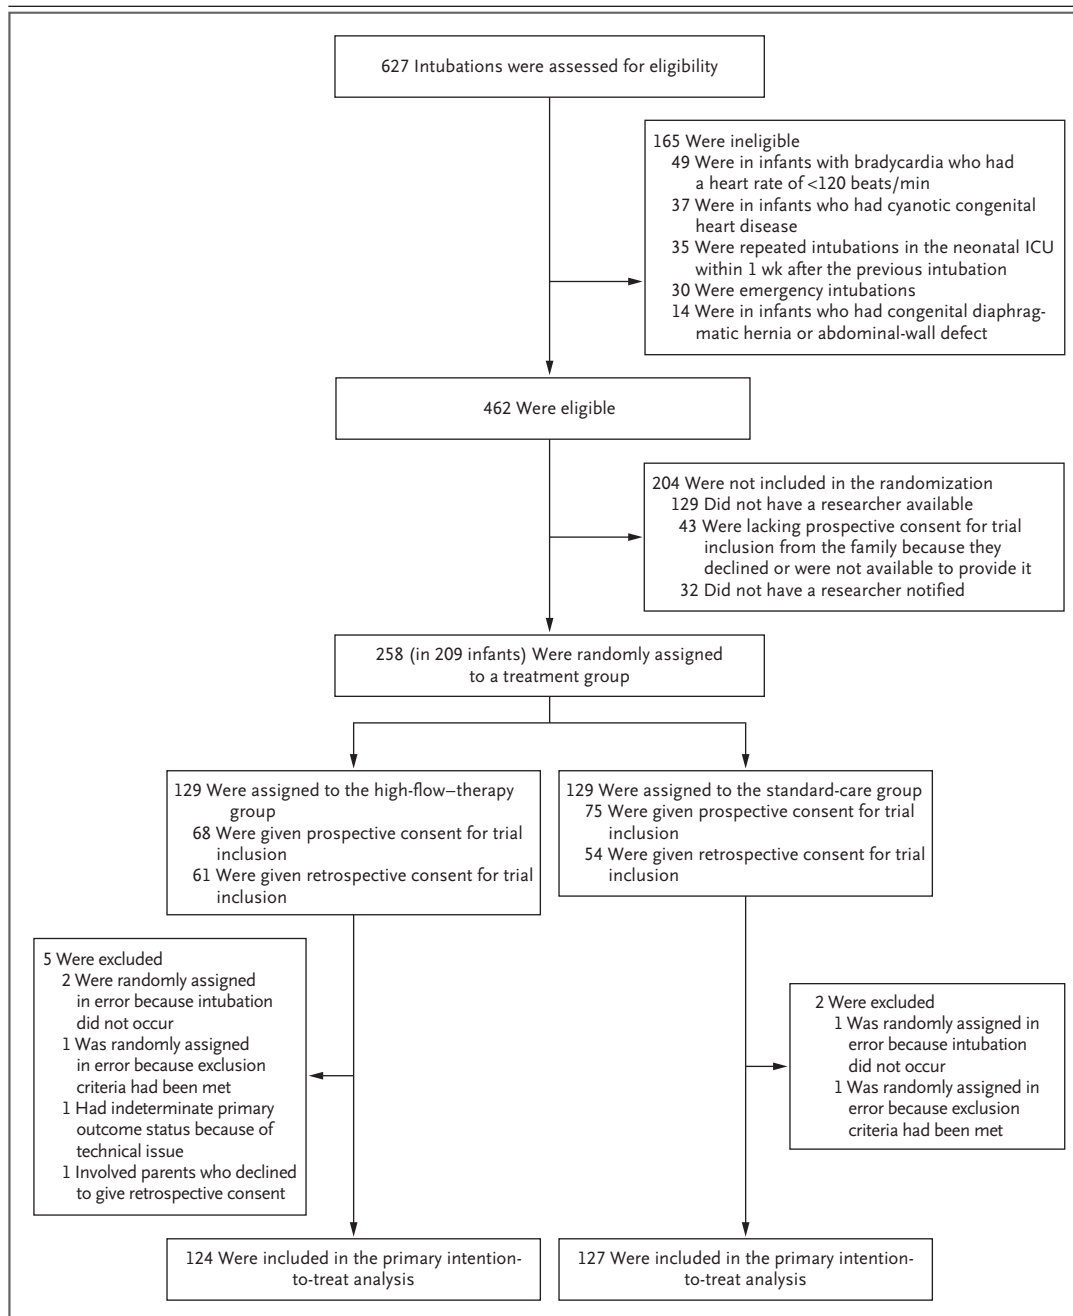 627 Intubations were assessed for eligibility
165 Were ineligible
49 Were in infants with bradycardia who had
a heart rate of <120 beats/min
37 Were in infants who had cyanotic congenital
heart disease
35 Were repeated intubations in the neonatal ICU
within 1 wk after the previous intubation
30 Were emergency intubations
14 Were in infants who had congenital diaphrag-
matic hernia or abdominal-wall defect
462 Were eligible
204 Were not included in the randomization
129 Did not have a researcher available
43 Were lacking prospective consent for trial
inclusion from the family because they
declined or were not available to provide it
32 Did not have a researcher notified
258 (in 209 infants) Were randomly assigned
to a treatment group
129 Were assigned to the high-flow–therapy
group
68 Were given prospective consent for trial
inclusion
61 Were given retrospective consent for trial
inclusion
129 Were assigned to the standard-care group
75 Were given prospective consent for trial
inclusion
54 Were given retrospective consent for trial
inclusion
5 Were excluded
2 Were randomly assigned
in error because intubation
did not occur
1 Was randomly assigned
in error because exclusion
criteria had been met
1 Had indeterminate primary
outcome status because of
technical issue
1 Involved parents who declined
to give retrospective consent
2 Were excluded
1 Was randomly assigned in
error because intubation
did not occur
1 Was randomly assigned in
error because exclusion
criteria had been met
124 Were included in the primary intention-
to-treat analysis
127 Were included in the primary intention-
to-treat analysis